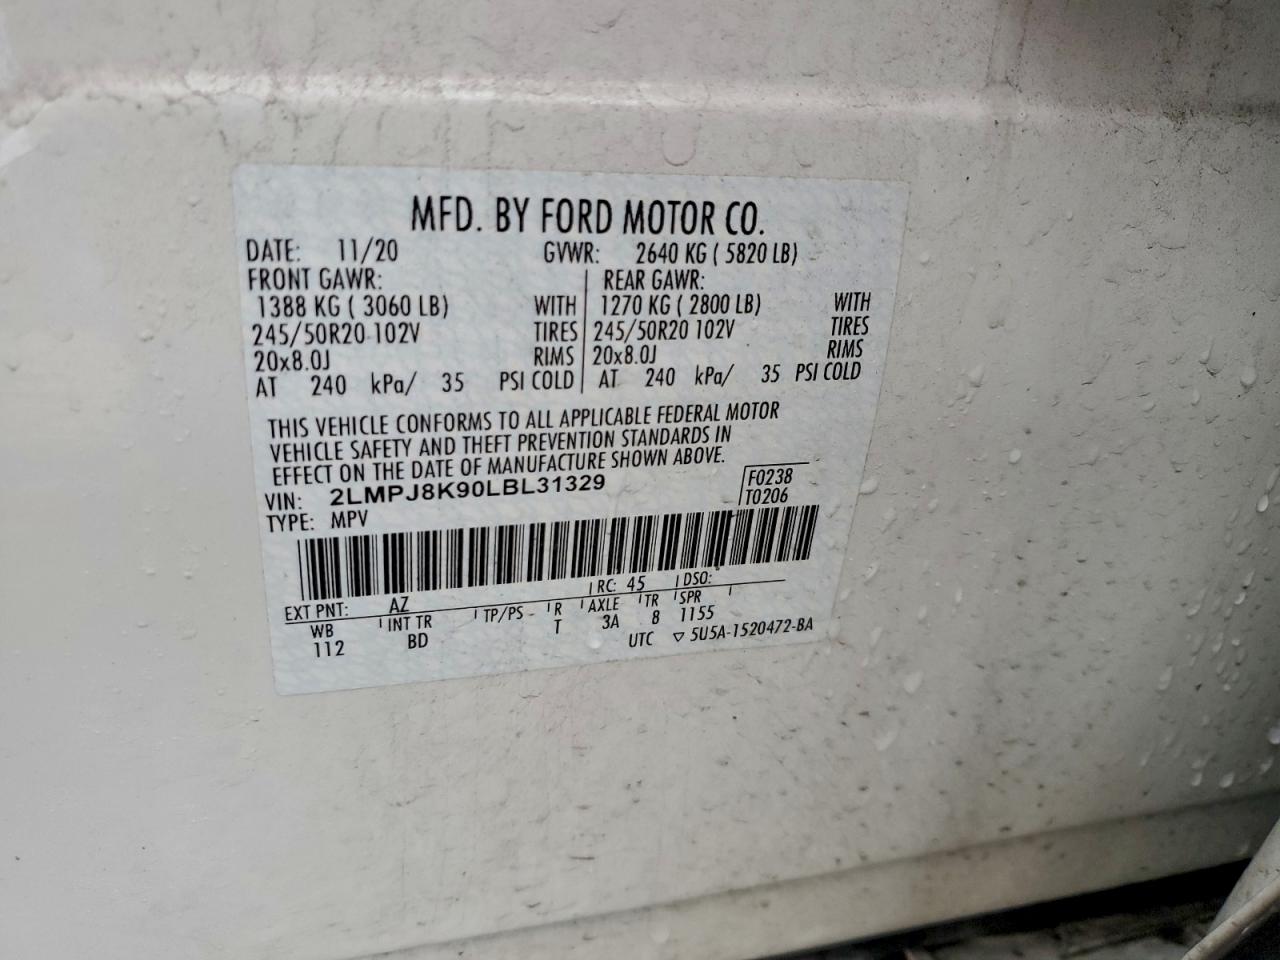 MFD. BY FORD MOTOR CO.
DATE: 11/20 GVWR: 2640 KG ( 5820 LB)
FRONT GAWR: REAR GAWR:
1388 KG ( 3060 LB) WITH 1270 KG ( 2800 LB) WITH
245/50R20 102V TIRES 245/50R20 102V TIRES
20x8.0J RIMS 20x8.0J RIMS
AT 240 kPa/ 35 PSI COLD AT 240 kPa/ 35 PSI COLD
THIS VEHICLE CONFORMS TO ALL APPLICABLE FEDERAL MOTOR
VEHICLE SAFETY AND THEFT PREVENTION STANDARDS IN
EFFECT ON THE DATE OF MANUFACTURE SHOWN ABOVE.
VIN: 2LMPJ8K90LBL31329 F0238
TYPE: MPV T0206
EXT PNT: AZ RC: 45 DSO:
WB INT TR TP/PS R AXLE TR SPR
112 BD T 3A 8 1155
UTC ▽ 5U5A-1520472-BA